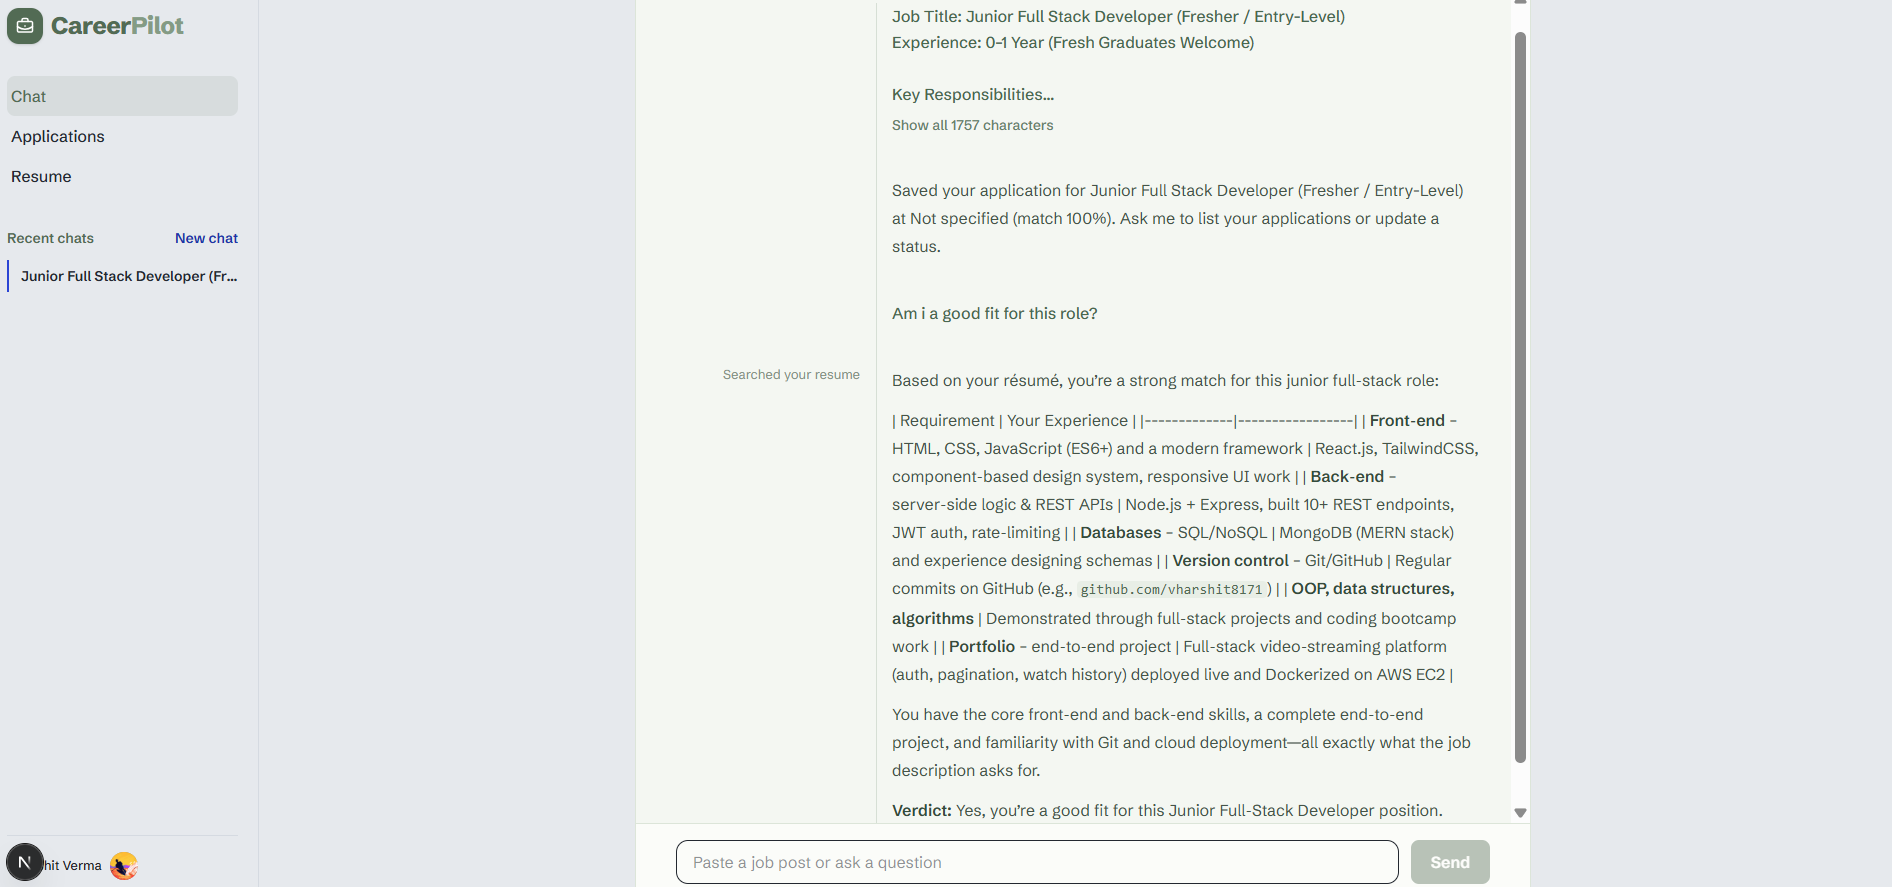 CareerPilot
Chat
Applications
Resume
Recent chats
New chat
Junior Full Stack Developer (Fr...
N
hit Verma
Job Title: Junior Full Stack Developer (Fresher / Entry-Level)
Experience: 0-1 Year (Fresh Graduates Welcome)
Key Responsibilities...
Show all 1757 characters
Saved your application for Junior Full Stack Developer (Fresher / Entry-Level)
at Not specified (match 100%). Ask me to list your applications or update a
status.
Am i a good fit for this role?
Searched your resume
Based on your résumé, you’re a strong match for this junior full-stack role:
| Requirement | Your Experience | |-------------|-----------------| | Front-end –
HTML, CSS, JavaScript (ES6+) and a modern framework | React.js, TailwindCSS,
component-based design system, responsive UI work | | Back-end –
server-side logic & REST APIs | Node.js + Express, built 10+ REST endpoints,
JWT auth, rate-limiting | | Databases – SQL/NoSQL | MongoDB (MERN stack)
and experience designing schemas | | Version control – Git/GitHub | Regular
commits on GitHub (e.g., github.com/vharshit8171) | | OOP, data structures,
algorithms | Demonstrated through full-stack projects and coding bootcamp
work | | Portfolio – end-to-end project | Full-stack video-streaming platform
(auth, pagination, watch history) deployed live and Dockerized on AWS EC2 |
You have the core front-end and back-end skills, a complete end-to-end
project, and familiarity with Git and cloud deployment—all exactly what the job
description asks for.
Verdict: Yes, you’re a good fit for this Junior Full-Stack Developer position.
Paste a job post or ask a question
Send